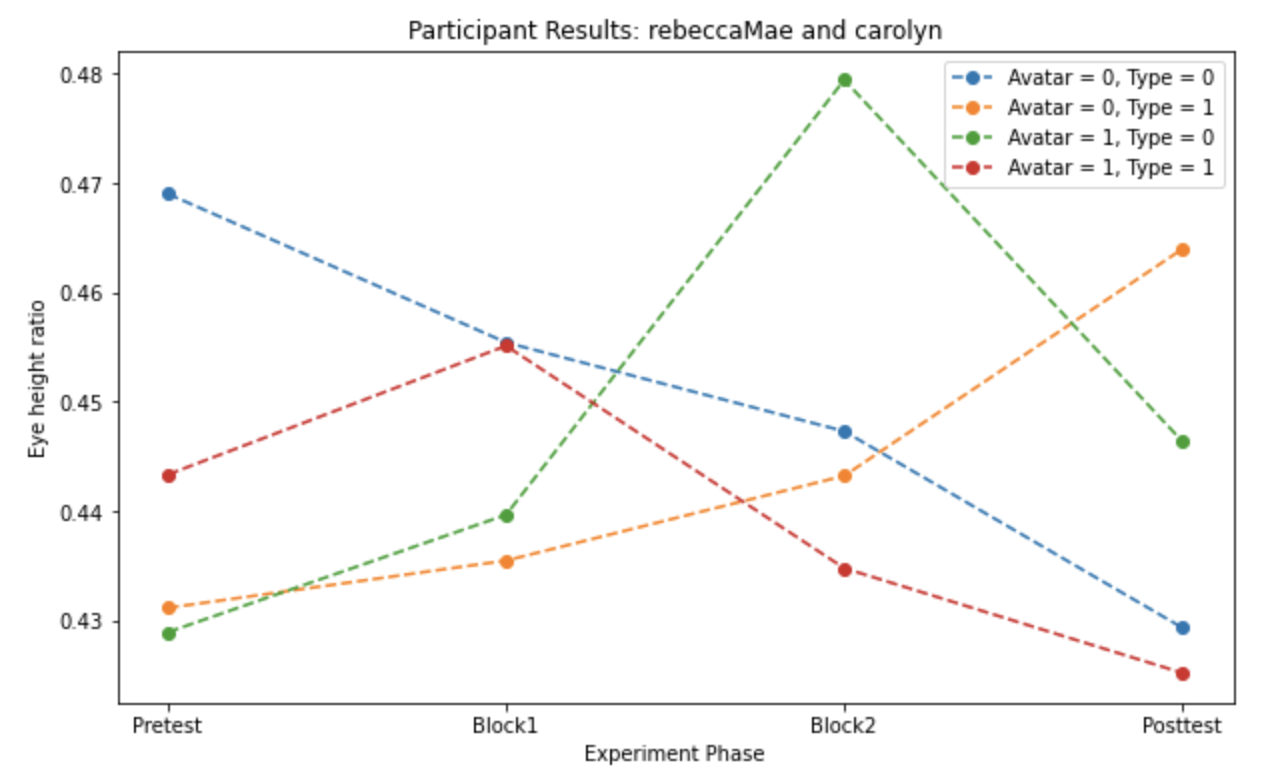 Participant Results: rebeccaMae and carolyn
Avatar = 0, Type = 0
Avatar = 0, Type = 1
Avatar = 1, Type = 0
Avatar = 1, Type = 1
0.48
0.47
0.46
0.45
0.44
0.43
Eye height ratio
Pretest Block1 Block2 Posttest
Experiment Phase